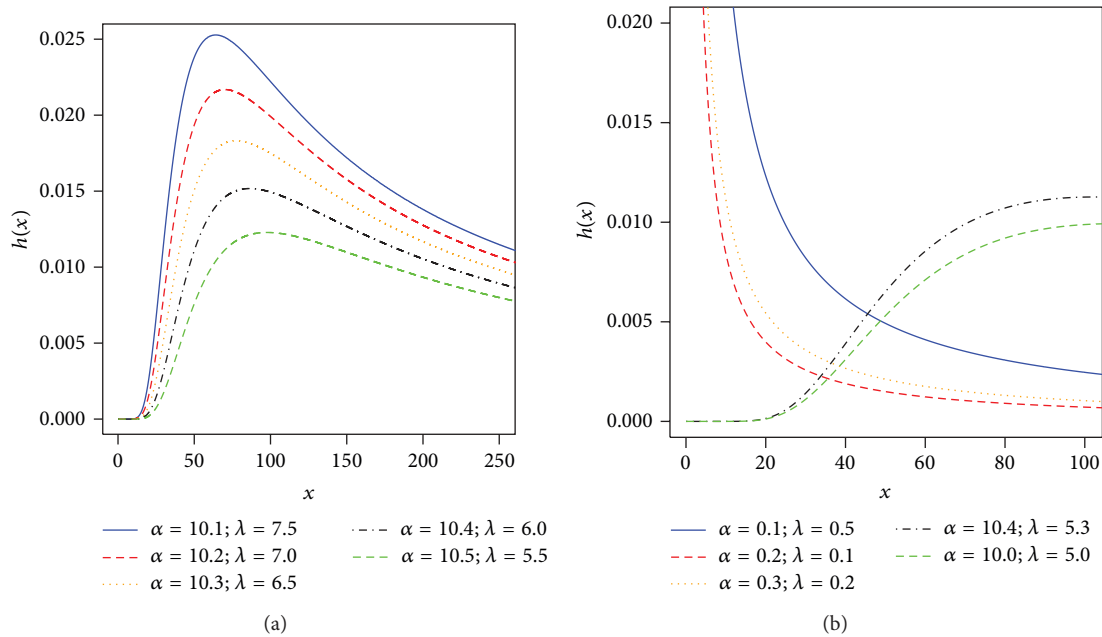 0.025
0.020
0.015
0.010
0.005
0.000
h(x)
0 50 100 150 200 250
x
α = 10.1; λ = 7.5
α = 10.2; λ = 7.0
α = 10.3; λ = 6.5
α = 10.4; λ = 6.0
α = 10.5; λ = 5.5
(a)
0.020
0.015
0.010
0.005
0.000
h(x)
0 20 40 60 80 100
x
α = 0.1; λ = 0.5
α = 0.2; λ = 0.1
α = 0.3; λ = 0.2
α = 10.4; λ = 5.3
α = 10.0; λ = 5.0
(b)